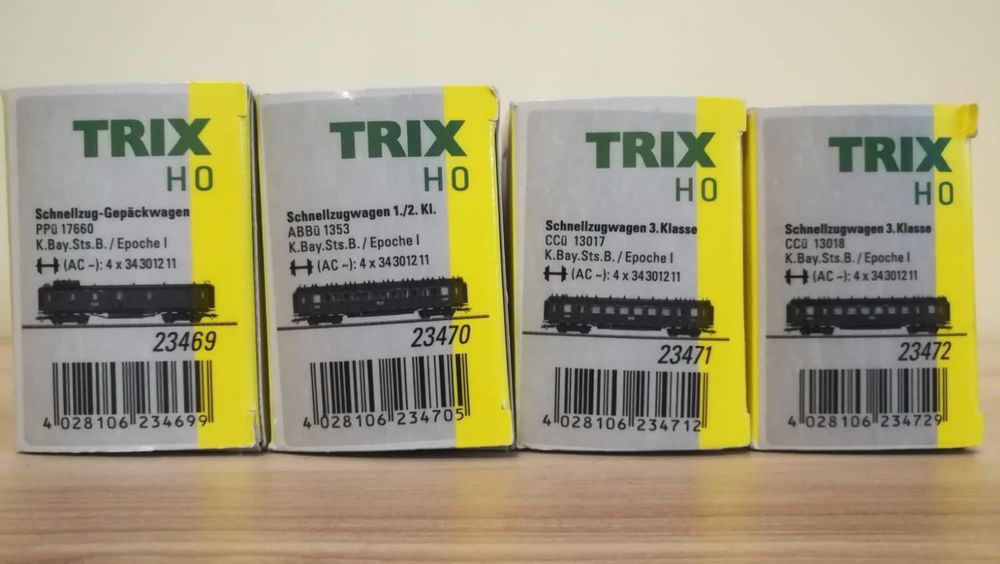 TRIX
H0
Schnellzug-Gepäckwagen
PPü 17660
K.Bay.Sts.B. / Epoche I
(AC ~): 4 x 34301211
23469
4 028106 234699
TRIX
H0
Schnellzugwagen 1./2. Kl.
ABBü 1353
K.Bay.Sts.B. / Epoche I
(AC ~): 4 x 34301211
23470
4 028106 234705
TRIX
H0
Schnellzugwagen 3. Klasse
CCü 13017
K.Bay.Sts.B. / Epoche I
(AC ~): 4 x 34301211
23471
4 028106 234712
TRIX
H0
Schnellzugwagen 3. Klasse
CCü 13018
K.Bay.Sts.B. / Epoche I
(AC ~): 4 x 34301211
23472
4 028106 234729